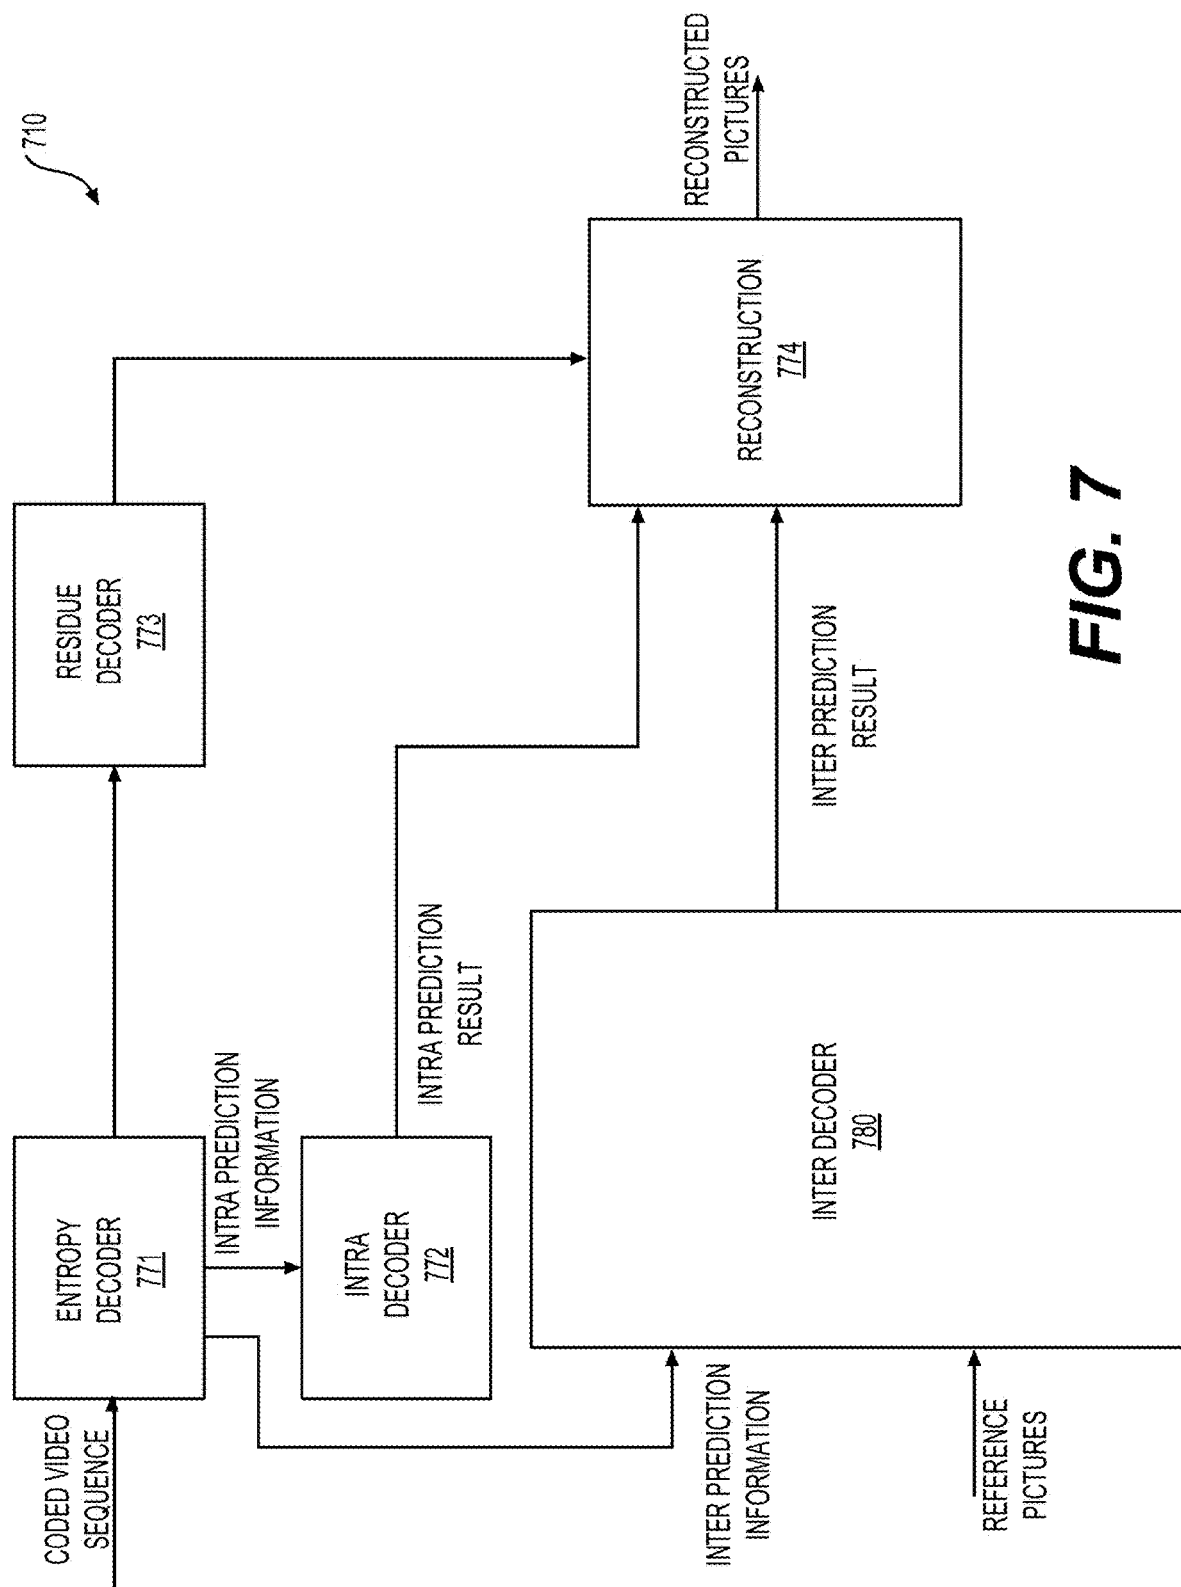 710
CODED VIDEO
SEQUENCE
ENTROPY
DECODER
771
RESIDUE
DECODER
773
INTRA PREDICTION
INFORMATION
INTRA
DECODER
772
INTRA PREDICTION
RESULT
INTER PREDICTION
INFORMATION
REFERENCE
PICTURES
INTER DECODER
780
INTER PREDICTION
RESULT
RECONSTRUCTION
774
RECONSTRUCTED
PICTURES
FIG. 7